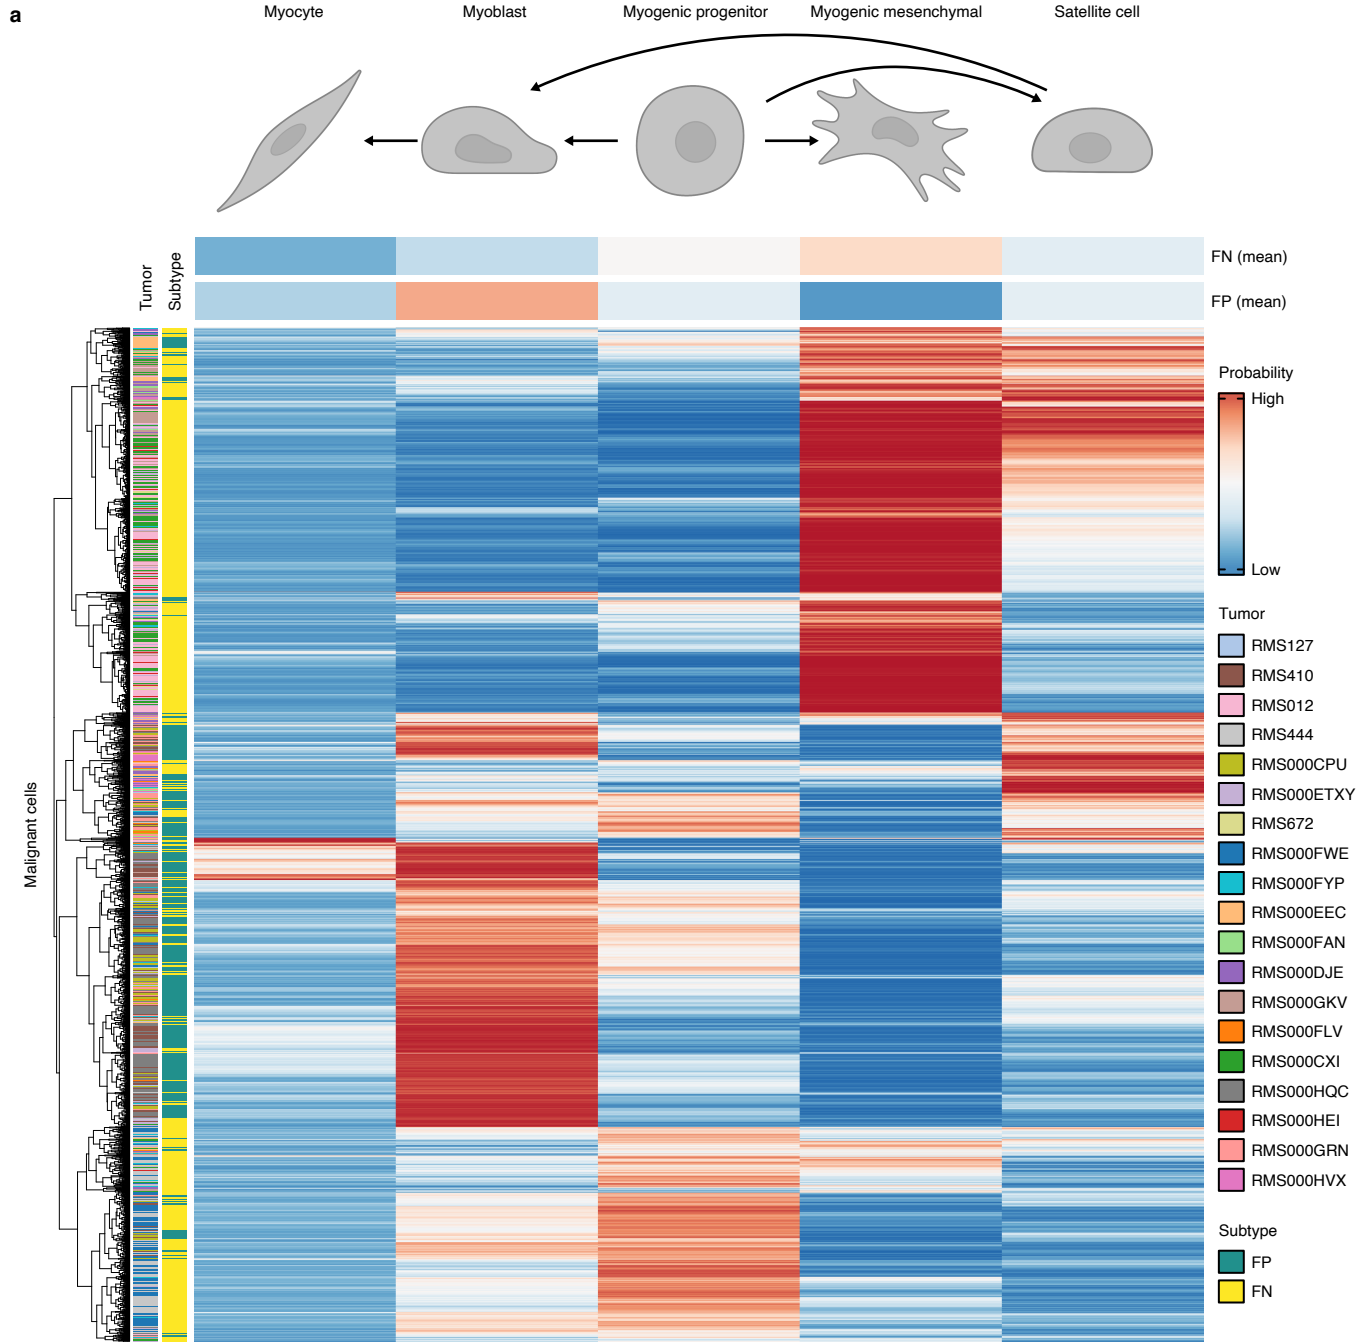 a
Myocyte
Myoblast
Myogenic progenitor
Myogenic mesenchymal
Satellite cell
Tumor
Subtype
FN (mean)
FP (mean)
Malignant cells
Probability
High
Low
Tumor
RMS127
RMS410
RMS012
RMS444
RMS000CPU
RMS000ETXY
RMS672
RMS000FWE
RMS000FYP
RMS000EEC
RMS000FAN
RMS000DJE
RMS000GKV
RMS000FLV
RMS000CXI
RMS000HQC
RMS000HEI
RMS000GRN
RMS000HVX
Subtype
FP
FN